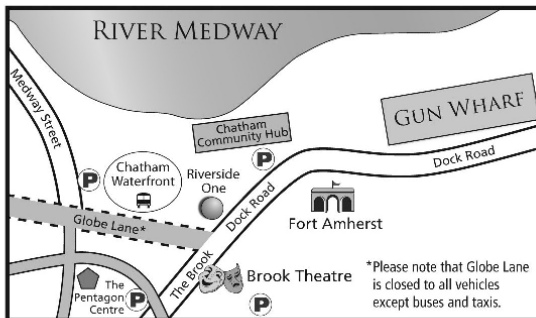 RIVER MEDWAY
Medway Street
Chatham
Community Hub
GUN WHARF
P
P
Chatham
Waterfront
Riverside
One
Dock Road
Dock Road
Globe Lane*
Fort Amherst
The Brook
The
Pentagon
Centre
P
Brook Theatre
P
*Please note that Globe Lane
is closed to all vehicles
except buses and taxis.